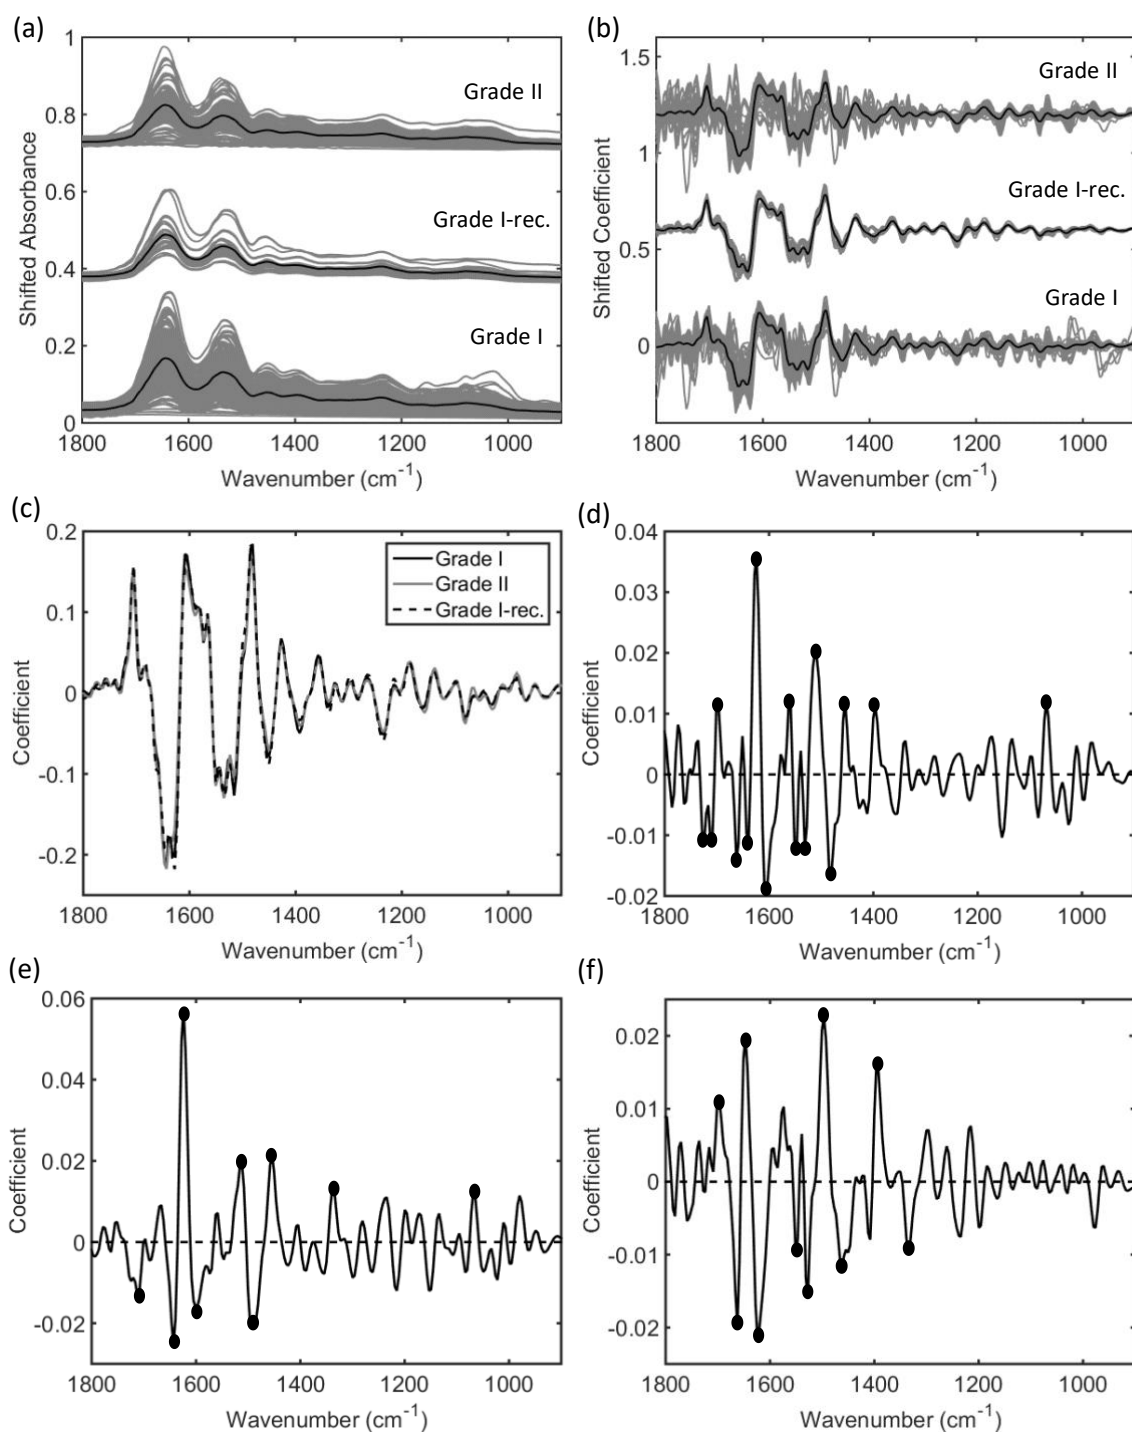 (a)
1
0.8
0.6
0.4
0.2
0
Shifted Absorbance
Grade II
Grade I-rec.
Grade I
1800 1600 1400 1200 1000
Wavenumber (cm⁻¹)
(b)
1.5
1
0.5
0
Shifted Coefficient
Grade II
Grade I-rec.
Grade I
1800 1600 1400 1200 1000
Wavenumber (cm⁻¹)
(c)
0.2
0.1
0
-0.1
-0.2
Coefficient
Grade I
Grade II
Grade I-rec.
1800 1600 1400 1200 1000
Wavenumber (cm⁻¹)
(d)
0.04
0.03
0.02
0.01
0
-0.01
-0.02
Coefficient
1800 1600 1400 1200 1000
Wavenumber (cm⁻¹)
(e)
0.06
0.04
0.02
0
-0.02
Coefficient
1800 1600 1400 1200 1000
Wavenumber (cm⁻¹)
(f)
0.02
0.01
0
-0.01
-0.02
Coefficient
1800 1600 1400 1200 1000
Wavenumber (cm⁻¹)